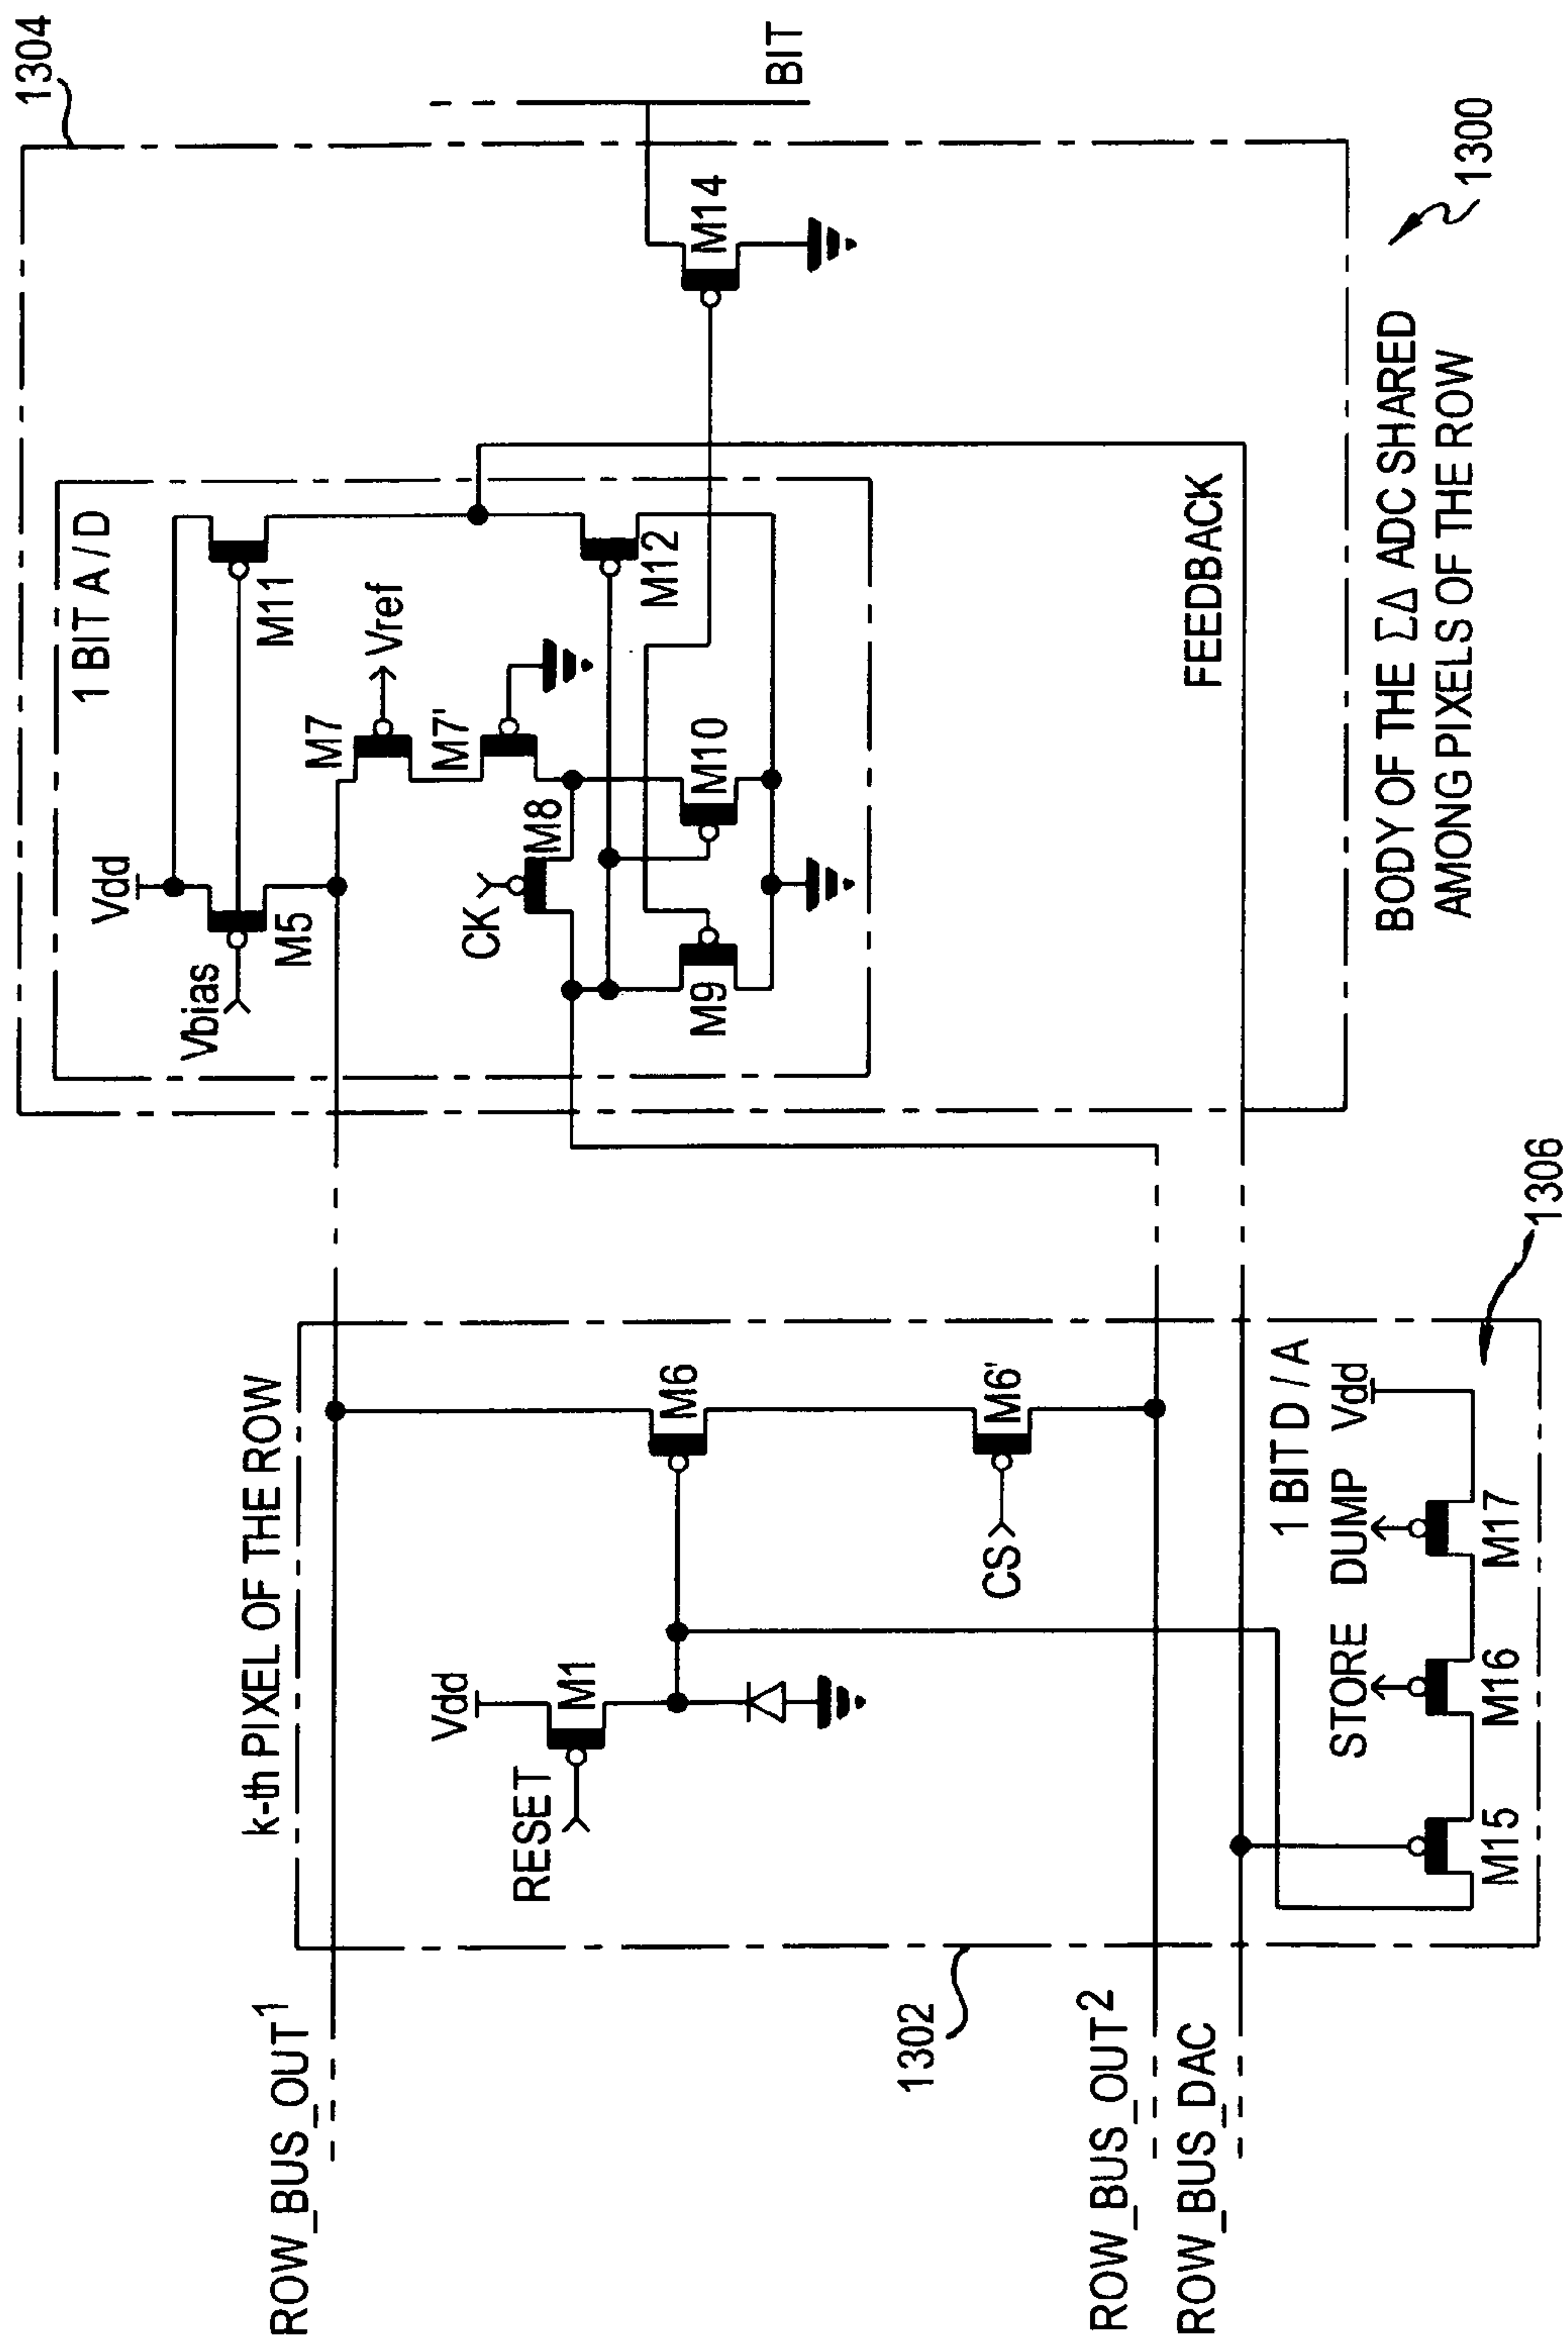 1304
1 BIT A / D
Vdd
Vbias
M5
M11
M7
Vref
M7'
M8
CK
M9
M10
M12
M14
BIT
FEEDBACK
1300
BODY OF THE ΣΔ ADC SHARED
AMONG PIXELS OF THE ROW
k-th PIXEL OF THE ROW
Vdd
RESET
M1
M6
CS
M6'
1302
1 BIT D / A
STORE DUMP Vdd
M15 M16 M17
1306
ROW_BUS_OUT1
ROW_BUS_OUT2
ROW_BUS_DAC